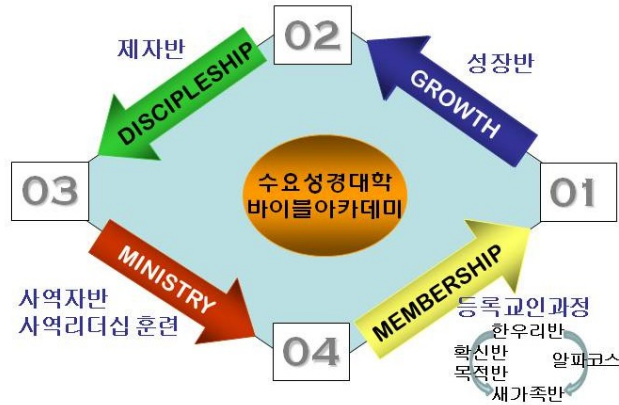 02
제자반
성장반
DISCIPLESHIP
GROWTH
03
수요성경대학
바이블아카데미
01
MINISTRY
MEMBERSHIP
사역자반
사역리더십 훈련
04
등록교인과정
한우리반
확신반
목적반
알파코스
새가족반